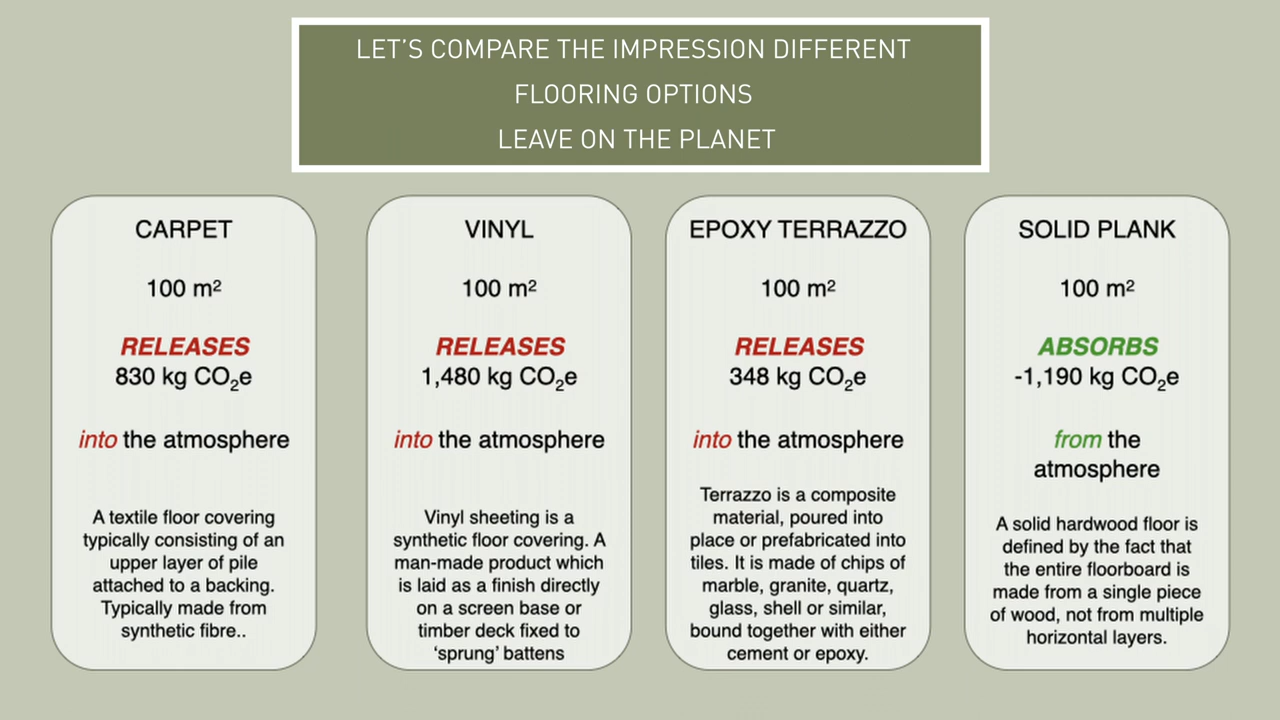 LET’S COMPARE THE IMPRESSION DIFFERENT
FLOORING OPTIONS
LEAVE ON THE PLANET
CARPET
100 m²
RELEASES
830 kg CO₂e
into the atmosphere
A textile floor covering
typically consisting of an
upper layer of pile
attached to a backing.
Typically made from
synthetic fibre..
VINYL
100 m²
RELEASES
1,480 kg CO₂e
into the atmosphere
Vinyl sheeting is a
synthetic floor covering. A
man-made product which
is laid as a finish directly
on a screen base or
timber deck fixed to
‘sprung’ battens
EPOXY TERRAZZO
100 m²
RELEASES
348 kg CO₂e
into the atmosphere
Terrazzo is a composite
material, poured into
place or prefabricated into
tiles. It is made of chips of
marble, granite, quartz,
glass, shell or similar,
bound together with either
cement or epoxy.
SOLID PLANK
100 m²
ABSORBS
-1,190 kg CO₂e
from the
atmosphere
A solid hardwood floor is
defined by the fact that
the entire floorboard is
made from a single piece
of wood, not from multiple
horizontal layers.